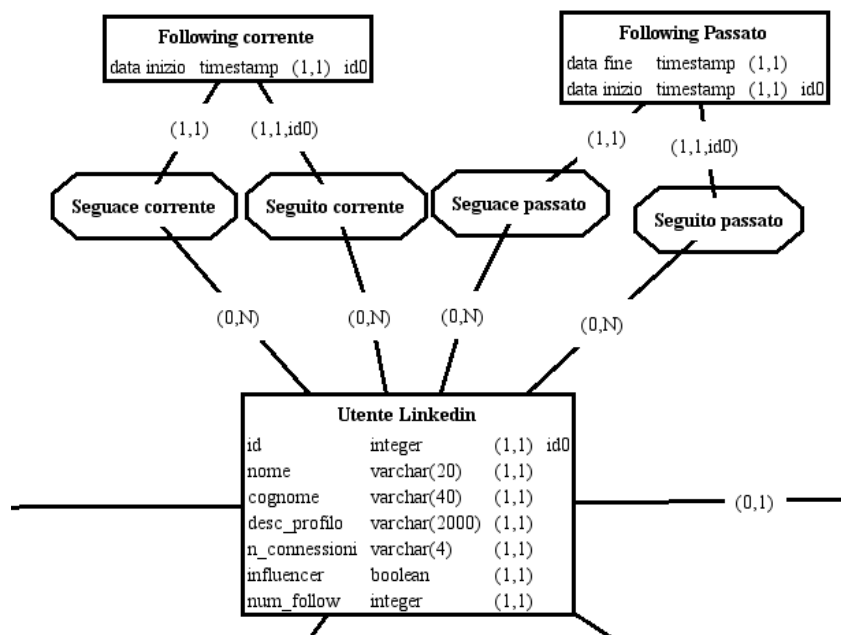 Following corrente
data inizio timestamp (1,1) id0
Following Passato
data fine timestamp (1,1)
data inizio timestamp (1,1) id0
(1,1)
(1,1,id0)
(1,1)
(1,1,id0)
Seguace corrente
Seguito corrente
Seguace passato
Seguito passato
(0,N)
(0,N)
(0,N)
(0,N)
Utente Linkedin
id integer (1,1) id0
nome varchar(20) (1,1)
cognome varchar(40) (1,1)
desc_profilo varchar(2000) (1,1)
n_connessioni varchar(4) (1,1)
influencer boolean (1,1)
num_follow integer (1,1)
(0,1)